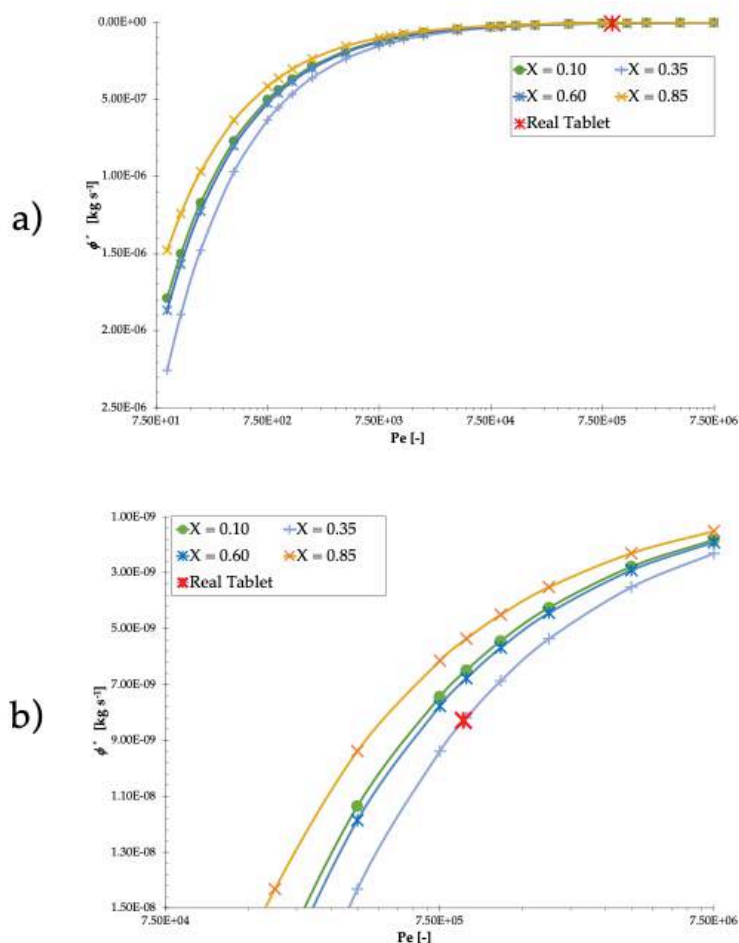 a)
0.00E+00
5.00E-07
1.00E-06
1.50E-06
2.00E-06
2.50E-06
ϕ´ [kg s⁻¹]
X = 0.10 X = 0.35
X = 0.60 X = 0.85
Real Tablet
7.50E+01 7.50E+02 7.50E+03 7.50E+04 7.50E+05 7.50E+06
Pe [-]
b)
1.00E-09
3.00E-09
5.00E-09
7.00E-09
9.00E-09
1.10E-08
1.30E-08
1.50E-08
ϕ´ [kg s⁻¹]
X = 0.10 X = 0.35
X = 0.60 X = 0.85
Real Tablet
7.50E+04 7.50E+05 7.50E+06
Pe [-]